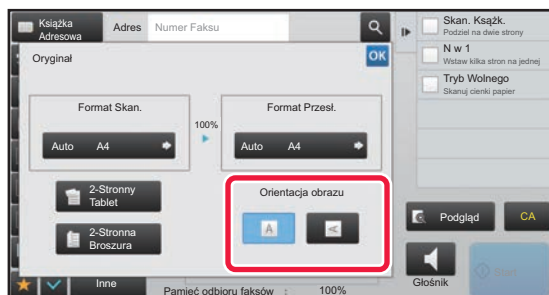 Książka
Adresowa
Adres
Numer Faksu
Oryginał
OK
Format Skan.
Auto A4
100%
Format Przesł.
Auto A4
2-Stronny
Tablet
2-Stronna
Broszura
Orientacja obrazu
A
A
Skan. Książk.
Podziel na dwie strony
N w 1
Wstaw kilka stron na jednej
Tryb Wolnego
Skanuj cienki papier
Podgląd
CA
Głośnik
Start
Inne
Pamięć odbioru faksów : 100%